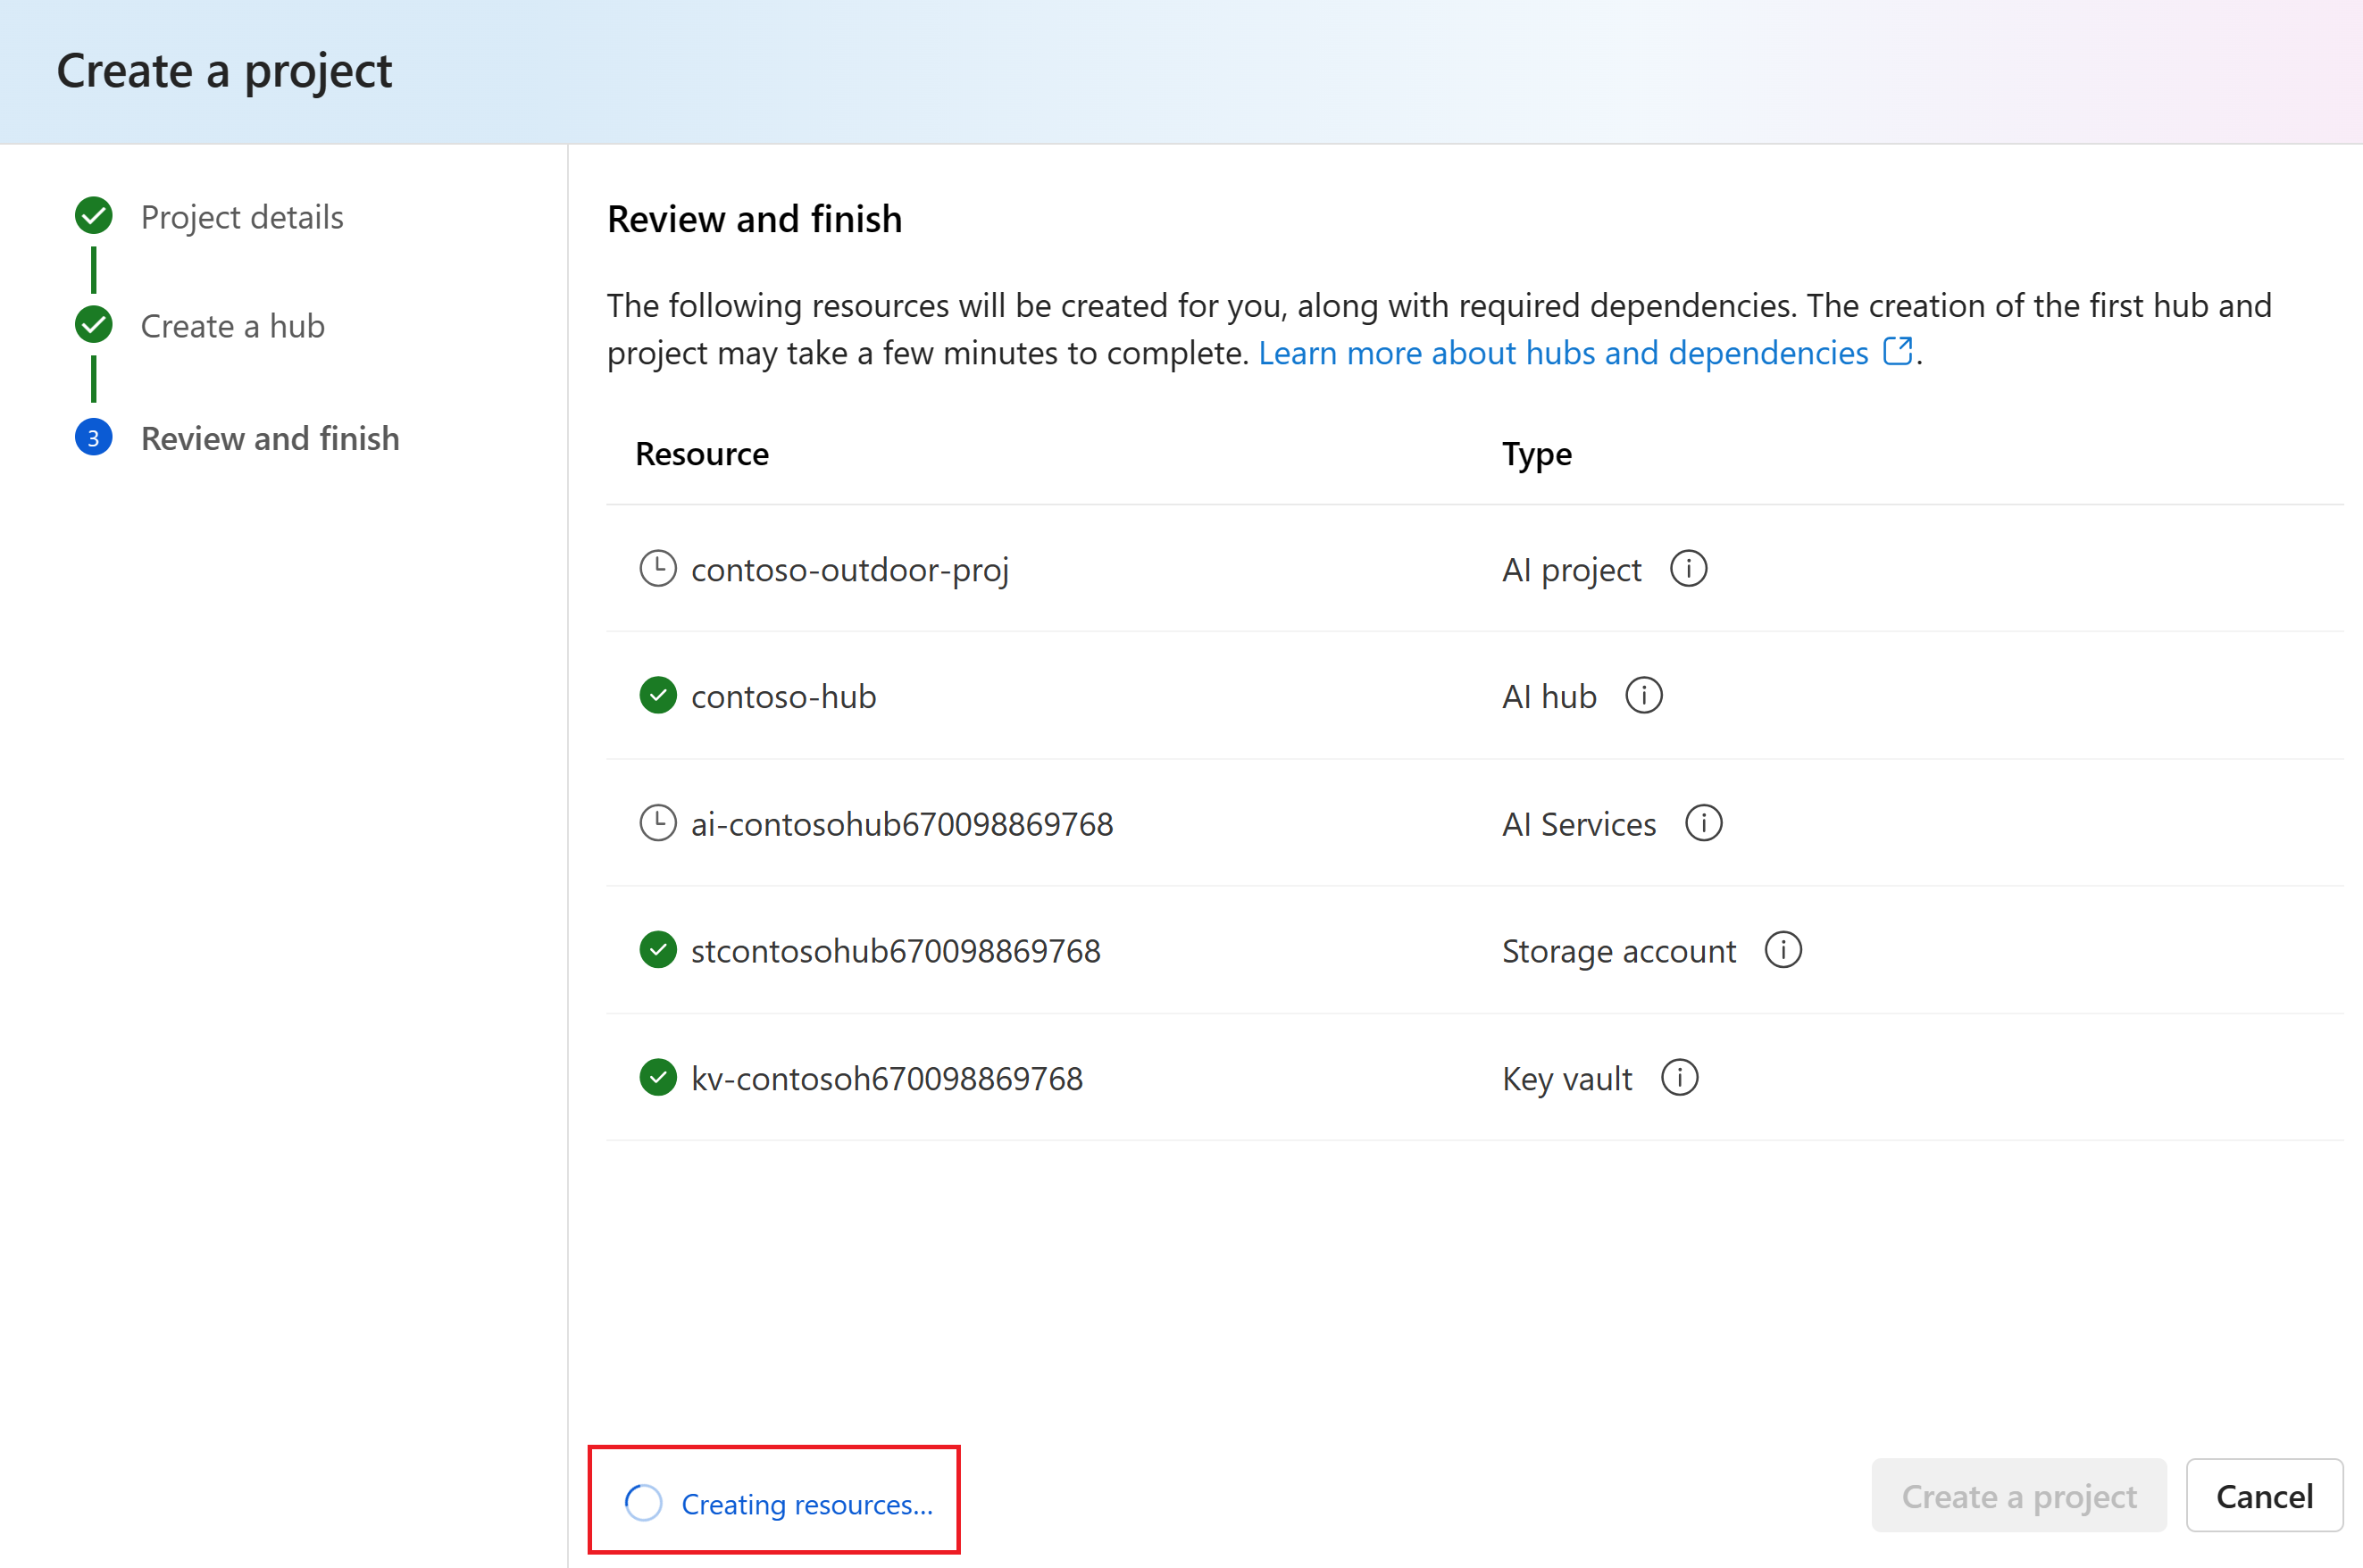 Create a project
Project details
Create a hub
3 Review and finish
Review and finish
The following resources will be created for you, along with required dependencies. The creation of the first hub and
project may take a few minutes to complete. Learn more about hubs and dependencies.
Resource Type
contoso-outdoor-proj AI project
contoso-hub AI hub
ai-contosohub670098869768 AI Services
stcontosohub670098869768 Storage account
kv-contosoh670098869768 Key vault
Creating resources...
Create a project Cancel